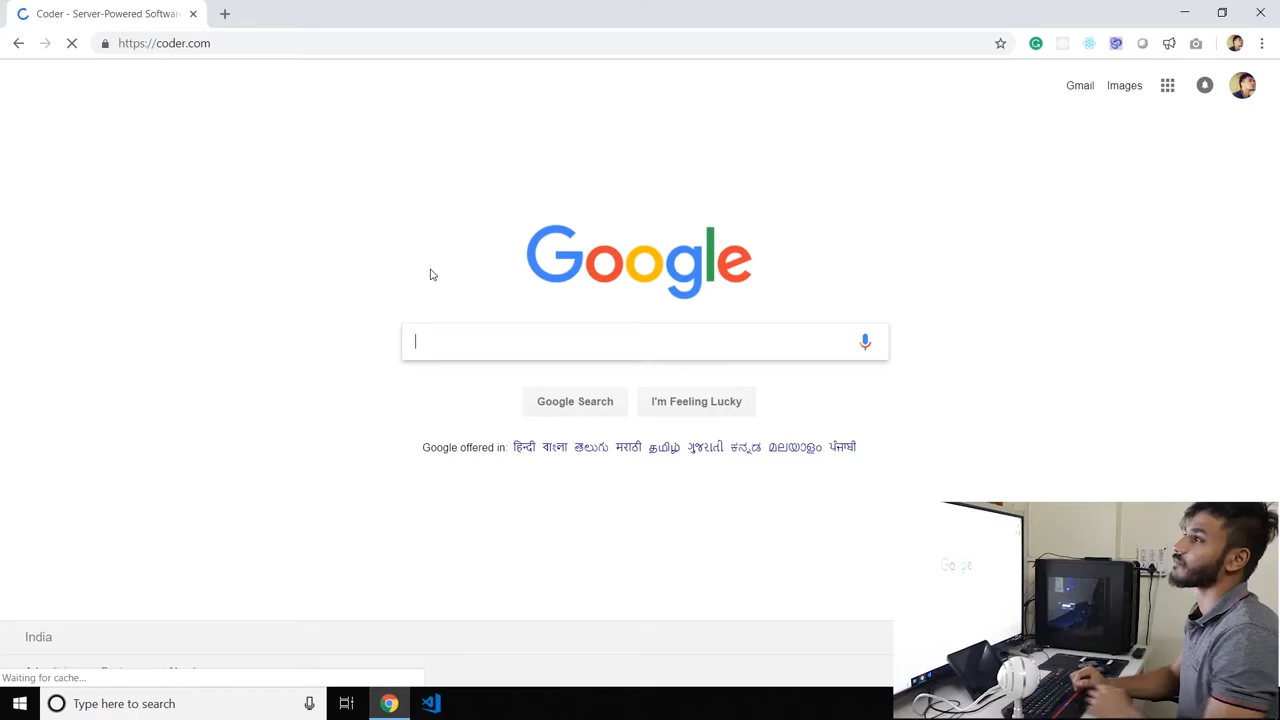 Coder - Server-Powered Softwar
https://coder.com
Gmail Images
Google
Google Search I'm Feeling Lucky
Google offered in: हिन्दी বাংলা తెలుగు मराठी தமிழ் ગુજરાતી ಕನ್ನಡ മലയാളം ਪੰਜਾਬੀ
India
Waiting for cache...
Type here to search